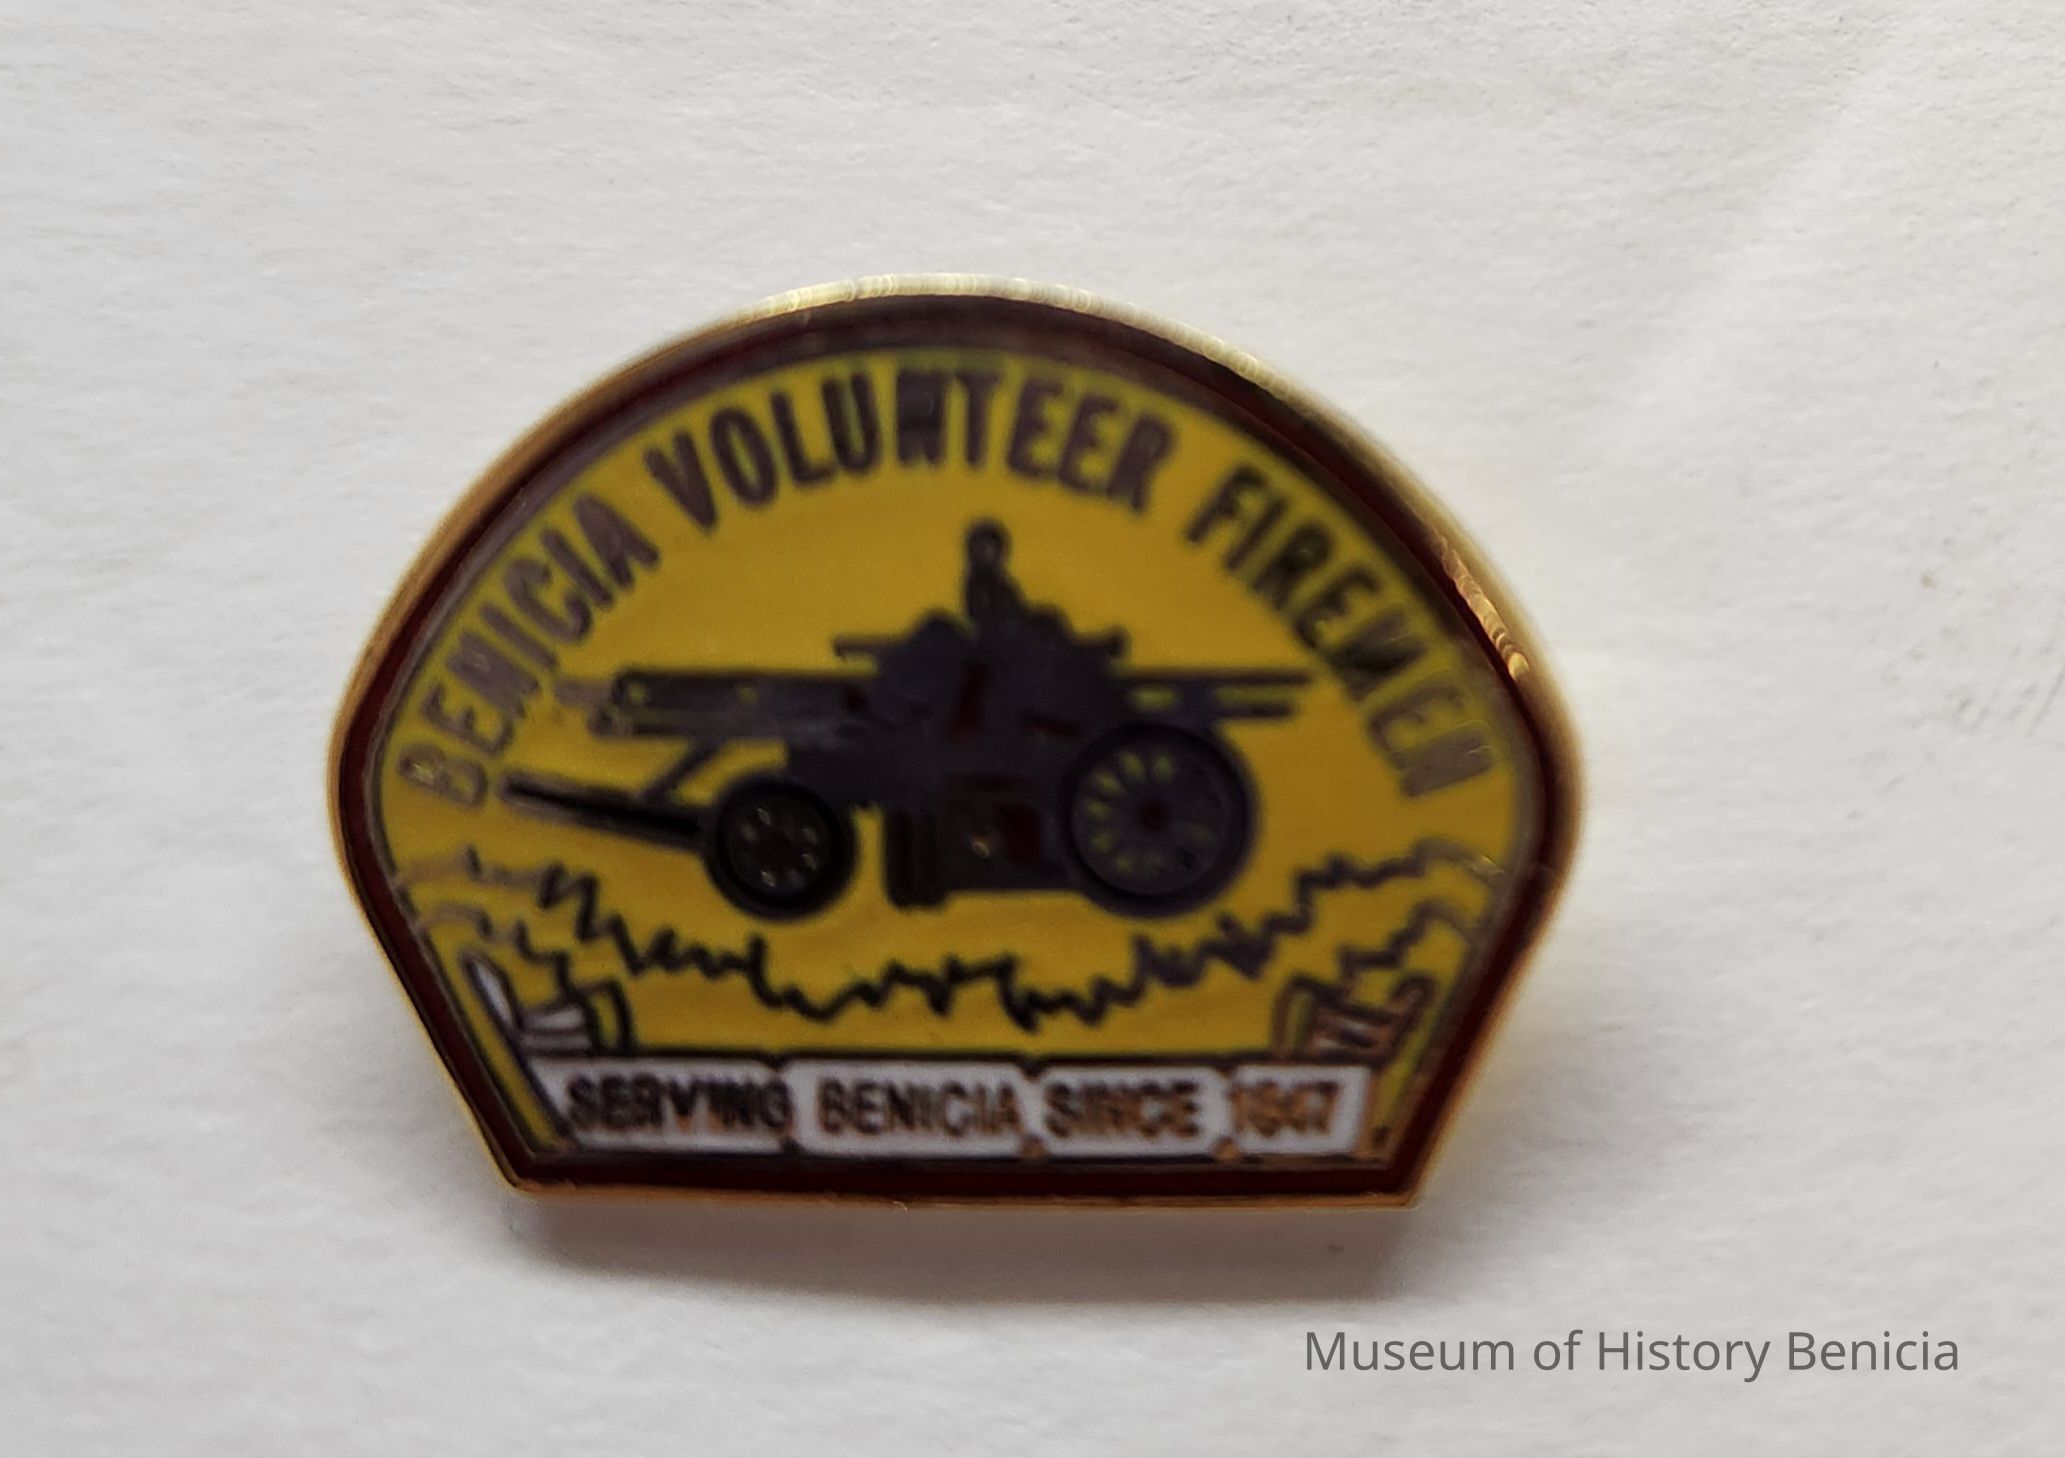 BENICIA VOLUNTEER FIREMEN
SERVING BENICIA SINCE 1847
Museum of History Benicia